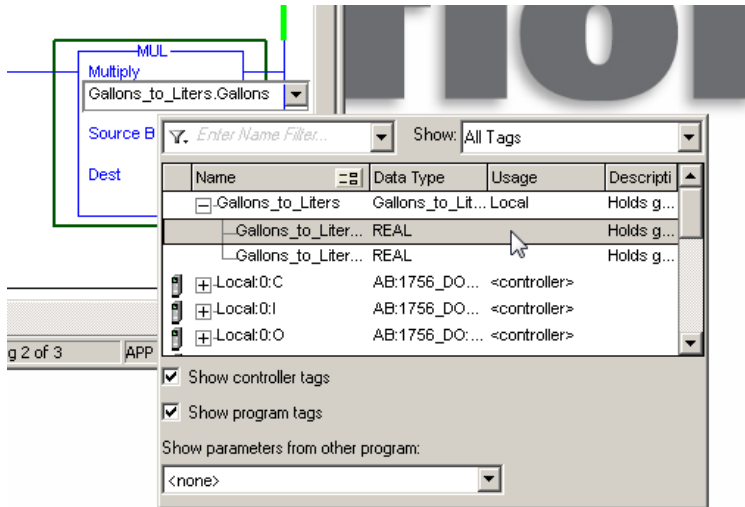 MUL
Multiply
Gallons_to_Liters.Gallons
Source B
Dest
Enter Name Filter...
Show: All Tags
Name Data Type Usage Descripti
Gallons_to_Liters Gallons_to_Lit... Local Holds g...
Gallons_to_Liter... REAL Holds g...
Gallons_to_Liter... REAL Holds g...
Local:0:C AB:1756_DO... <controller>
Local:0:I AB:1756_DO... <controller>
Local:0:O AB:1756_DO:... <controller>
g 2 of 3 APP
Show controller tags
Show program tags
Show parameters from other program:
<none>